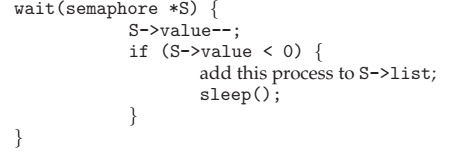 wait(semaphore *S) {
S->value--;
if (S->value < 0) {
add this process to S->list;
sleep();
}
}